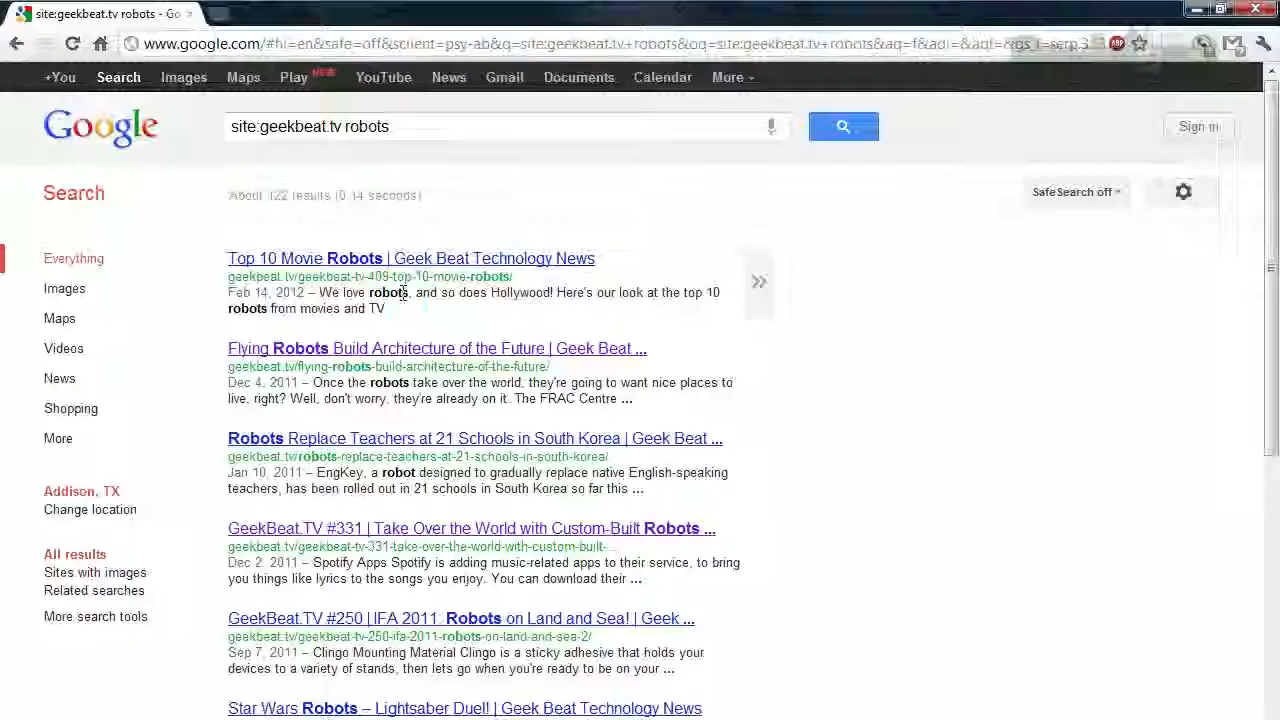 site:geekbeat.tv robots - Go
www.google.com/#hl=en&safe=off&sclient=psy-ab&q=site:geekbeat.tv+robots&oq=site:geekbeat.tv+robots&aq=f&aqi=&aql=&gs_l=serp.3
ABP
+You Search Images Maps Play NEW YouTube News Gmail Documents Calendar More
Google
site:geekbeat.tv robots
Sign in
Search
About 122 results (0.14 seconds)
SafeSearch off
Everything
Images
Maps
Videos
News
Shopping
More
Addison, TX
Change location
All results
Sites with images
Related searches
More search tools
Top 10 Movie Robots | Geek Beat Technology News
geekbeat.tv/geekbeat-tv-409-top-10-movie-robots/
Feb 14, 2012 – We love robots, and so does Hollywood! Here's our look at the top 10
robots from movies and TV
Flying Robots Build Architecture of the Future | Geek Beat ...
geekbeat.tv/flying-robots-build-architecture-of-the-future/
Dec 4, 2011 – Once the robots take over the world, they're going to want nice places to
live, right? Well, don't worry, they're already on it. The FRAC Centre ...
Robots Replace Teachers at 21 Schools in South Korea | Geek Beat ...
geekbeat.tv/robots-replace-teachers-at-21-schools-in-south-korea/
Jan 10, 2011 – EngKey, a robot designed to gradually replace native English-speaking
teachers, has been rolled out in 21 schools in South Korea so far this ...
GeekBeat.TV #331 | Take Over the World with Custom-Built Robots ...
geekbeat.tv/geekbeat-tv-331-take-over-the-world-with-custom-built-...
Dec 2, 2011 – Spotify Apps Spotify is adding music-related apps to their service, to bring
you things like lyrics to the songs you enjoy. You can download their ...
GeekBeat.TV #250 | IFA 2011: Robots on Land and Sea! | Geek ...
geekbeat.tv/geekbeat-tv-250-ifa-2011-robots-on-land-and-sea-2/
Sep 7, 2011 – Clingo Mounting Material Clingo is a sticky adhesive that holds your
devices to a variety of stands, then lets go when you're ready to be on your ...
Star Wars Robots – Lightsaber Duel! | Geek Beat Technology News